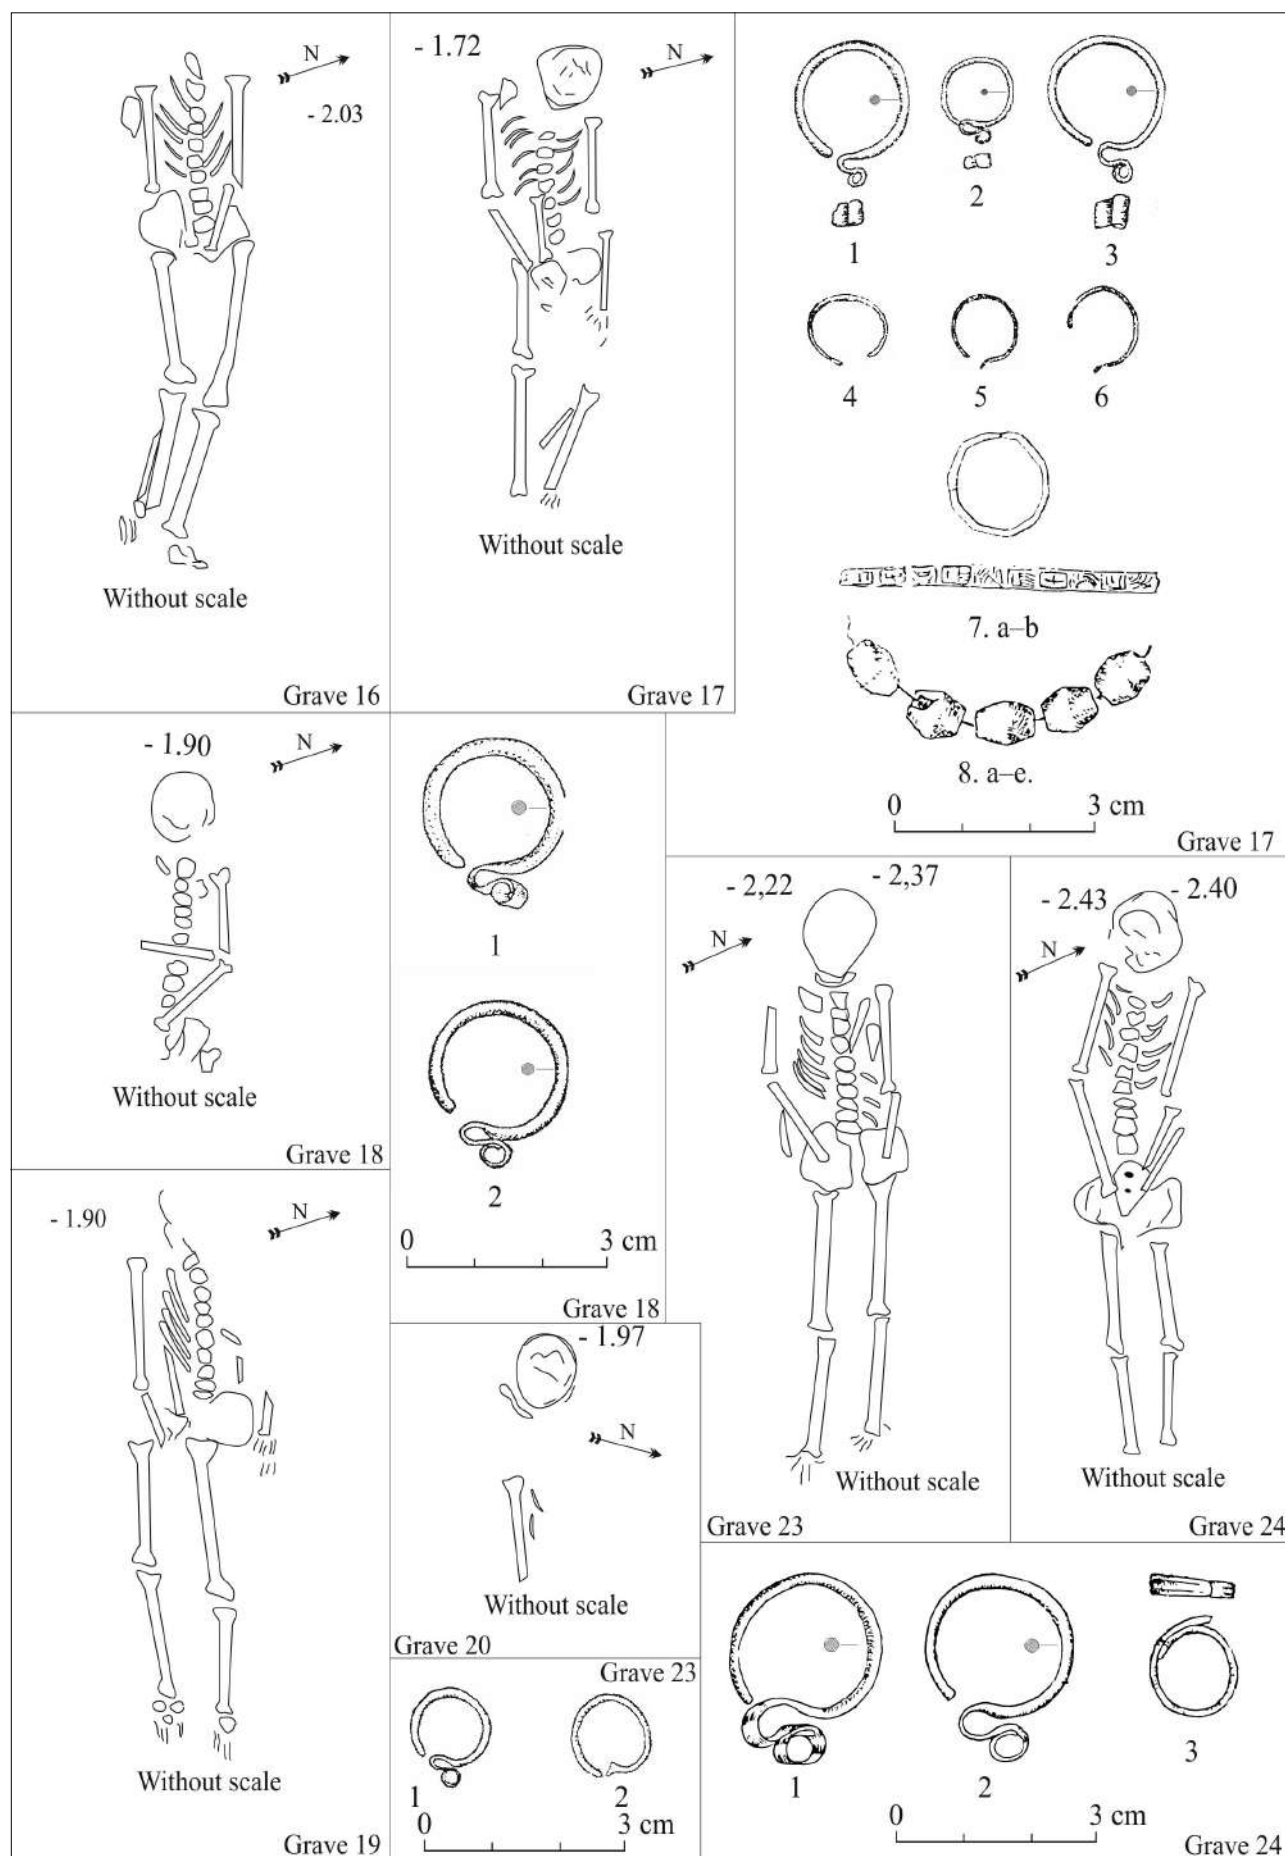 N
- 2.03
Without scale
Grave 16
- 1.72
N
Without scale
Grave 17
1
2
3
4
5
6
7. a–b
8. a–e.
0 3 cm
Grave 17
- 1.90
N
Without scale
Grave 18
1
2
0 3 cm
Grave 18
- 1.90
N
Without scale
Grave 19
- 1.97
N
Without scale
Grave 20
- 2,22
- 2,37
N
Without scale
Grave 23
- 2.43
- 2.40
N
Without scale
Grave 24
Grave 23
1
2
0 3 cm
1
2
3
0 3 cm
Grave 24